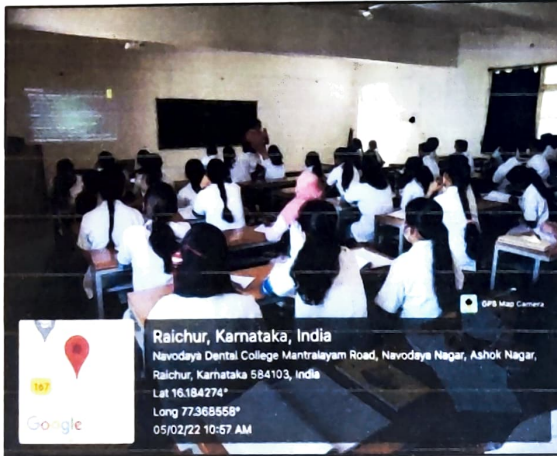 GPS Map Camera
Raichur, Karnataka, India
Navodaya Dental College Mantralayam Road, Navodaya Nagar, Ashok Nagar,
Raichur, Karnataka 584103, India
Lat 16.184274°
Long 77.368558°
05/02/22 10:57 AM
167
Google